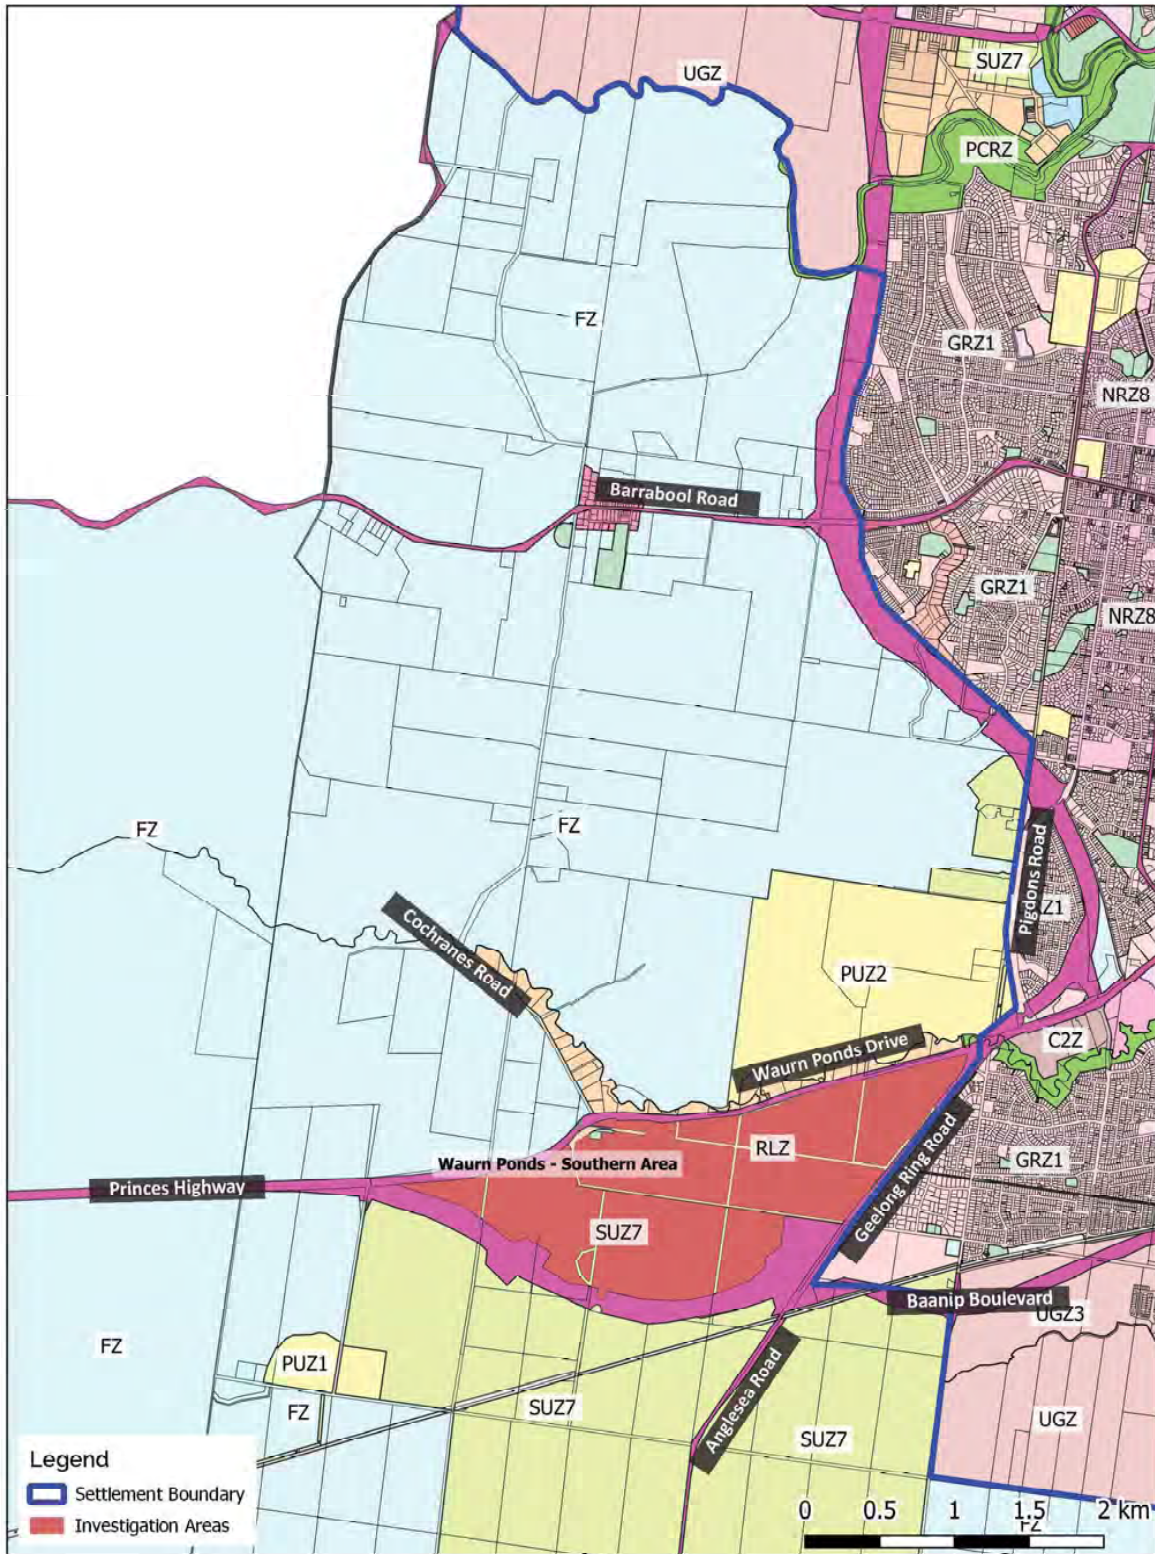 UGZ
SUZ7
PCRZ
FZ
GRZ1
NRZ8
Barrabool Road
GRZ1
NRZ8
FZ
FZ
Pigdons Road
Cochranes Road
PUZ2
C2Z
Waurn Ponds Drive
RLZ
Waurn Ponds - Southern Area
GRZ1
Geelong Ring Road
Princes Highway
SUZ7
Baanip Boulevard
UGZ3
FZ
PUZ1
Anglesea Road
FZ
SUZ7
SUZ7
UGZ
Legend
Settlement Boundary
Investigation Areas
0 0.5 1 1.5 2 km
FZ